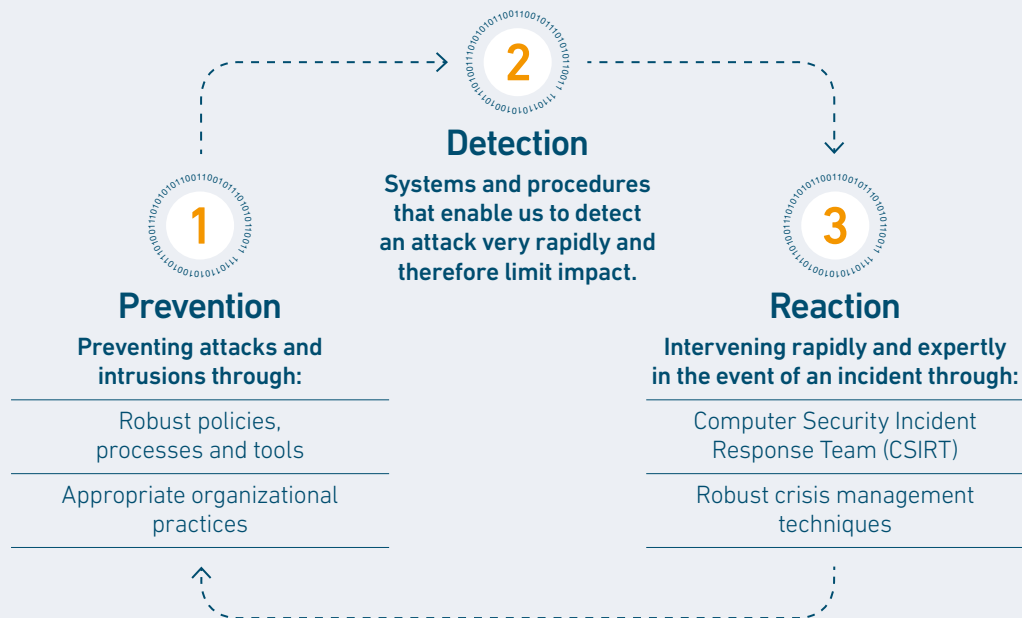 1
Prevention
Preventing attacks and
intrusions through:
Robust policies,
processes and tools
Appropriate organizational
practices
2
Detection
Systems and procedures
that enable us to detect
an attack very rapidly and
therefore limit impact.
3
Reaction
Intervening rapidly and expertly
in the event of an incident through:
Computer Security Incident
Response Team (CSIRT)
Robust crisis management
techniques